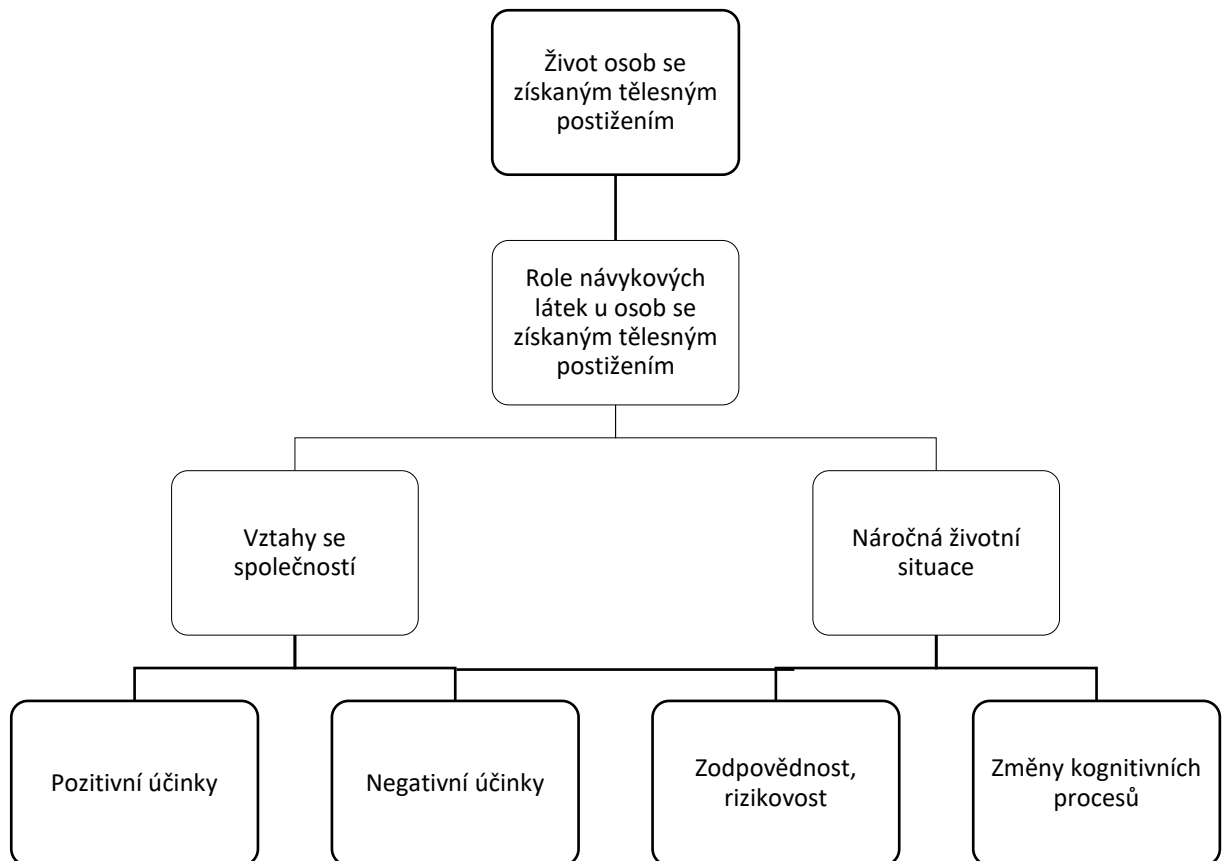 Život osob se
získaným tělesným
postižením
Role návykových
látek u osob se
získaným tělesným
postižením
Vztahy se
společností
Náročná životní
situace
Pozitivní účinky
Negativní účinky
Zodpovědnost,
rizikovost
Změny kognitivních
procesů